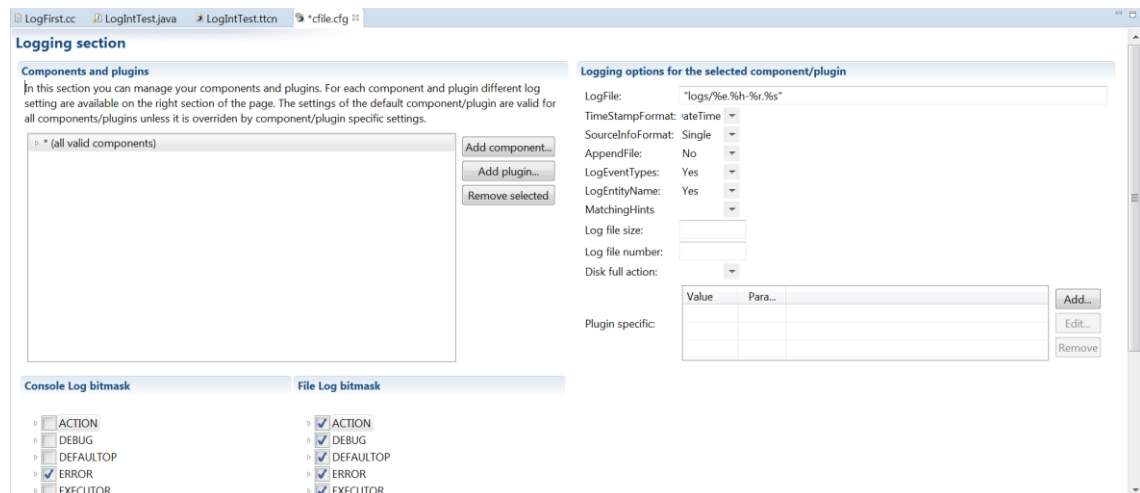 LogFirst.cc LogIntTest.java LogIntTest.ttcn *cfile.cfg
Logging section
Components and plugins
In this section you can manage your components and plugins. For each component and plugin different log
setting are available on the right section of the page. The settings of the default component/plugin are valid for
all components/plugins unless it is overriden by component/plugin specific settings.
* (all valid components)
Add component...
Add plugin...
Remove selected
Logging options for the selected component/plugin
LogFile: "logs/%e.%h-%r.%s"
TimeStampFormat: ateTime
SourceInfoFormat: Single
AppendFile: No
LogEventTypes: Yes
LogEntityName: Yes
MatchingHints
Log file size:
Log file number:
Disk full action:
Plugin specific:
Value Para...
Add...
Edit...
Remove
Console Log bitmask
ACTION
DEBUG
DEFAULTOP
ERROR
EXECUTOR
File Log bitmask
ACTION
DEBUG
DEFAULTOP
ERROR
EXECUTOR